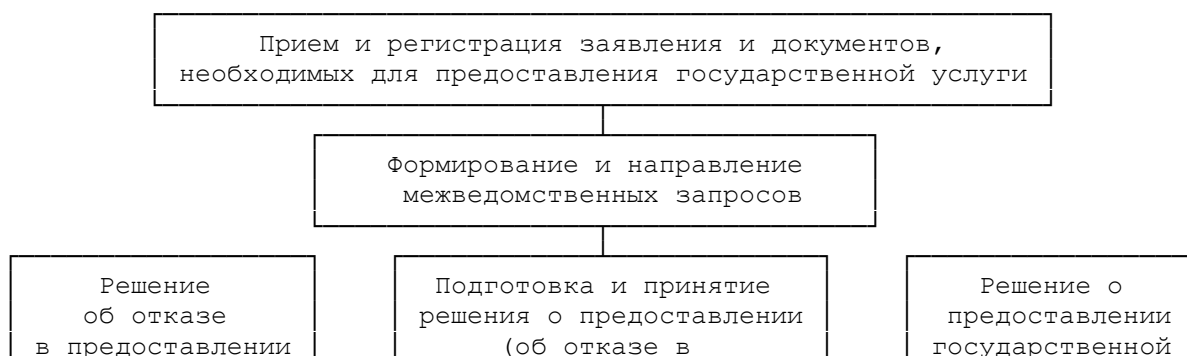 Прием и регистрация заявления и документов,
необходимых для предоставления государственной услуги
Формирование и направление
межведомственных запросов
Решение
об отказе
в предоставлении
Подготовка и принятие
решения о предоставлении
(об отказе в
Решение о
предоставлении
государственной